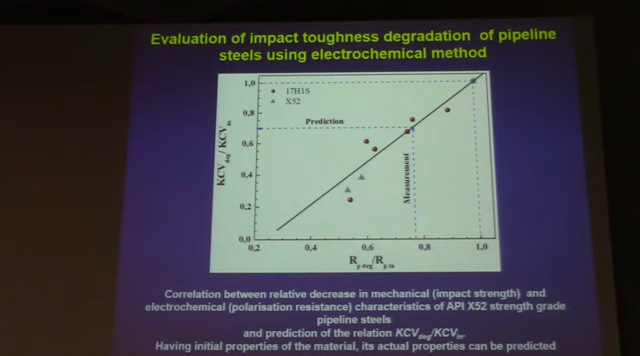 Evaluation of impact toughness degradation of pipeline
steels using electrochemical method
1,0
0,8
0,6
0,4
0,2
0,0
KCVdeg/KCVin
17H1S
X52
Prediction
Measurement
0,2 0,4 0,6 0,8 1,0
Rp deg/Rp in
Correlation between relative decrease in mechanical (impact strength) and
electrochemical (polarisation resistance) characteristics of API X52 strength grade
pipeline steels
and prediction of the relation KCVdeg/KCVin.
Having initial properties of the material, its actual properties can be predicted